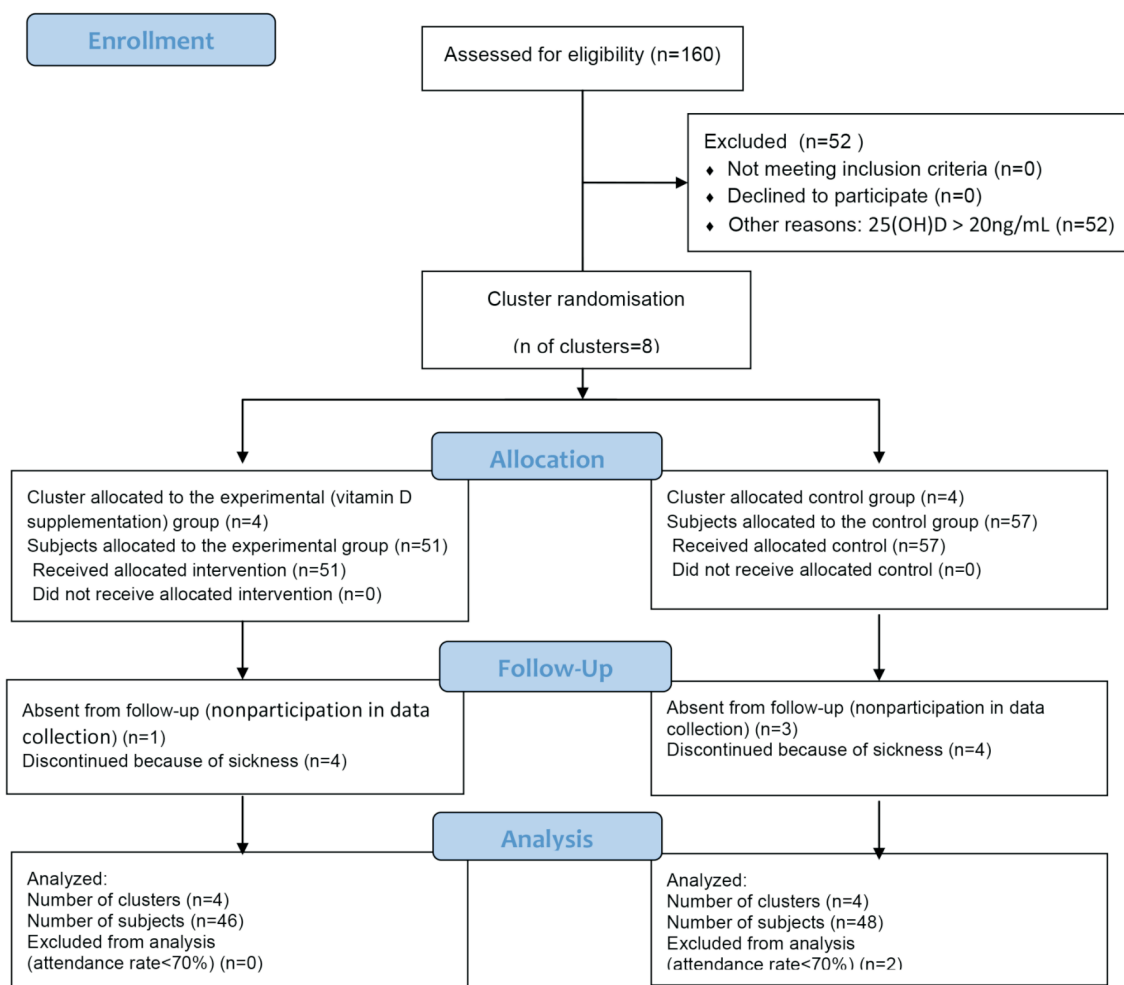 Enrollment
Assessed for eligibility (n=160)
Excluded (n=52 )
♦ Not meeting inclusion criteria (n=0)
♦ Declined to participate (n=0)
♦ Other reasons: 25(OH)D > 20ng/mL (n=52)
Cluster randomisation
(n of clusters=8)
Allocation
Cluster allocated to the experimental (vitamin D
supplementation) group (n=4)
Subjects allocated to the experimental group (n=51)
Received allocated intervention (n=51)
Did not receive allocated intervention (n=0)
Cluster allocated control group (n=4)
Subjects allocated to the control group (n=57)
Received allocated control (n=57)
Did not receive allocated control (n=0)
Follow-Up
Absent from follow-up (nonparticipation in data
collection) (n=1)
Discontinued because of sickness (n=4)
Absent from follow-up (nonparticipation in data
collection) (n=3)
Discontinued because of sickness (n=4)
Analysis
Analyzed:
Number of clusters (n=4)
Number of subjects (n=46)
Excluded from analysis
(attendance rate<70%) (n=0)
Analyzed:
Number of clusters (n=4)
Number of subjects (n=48)
Excluded from analysis
(attendance rate<70%) (n=2)